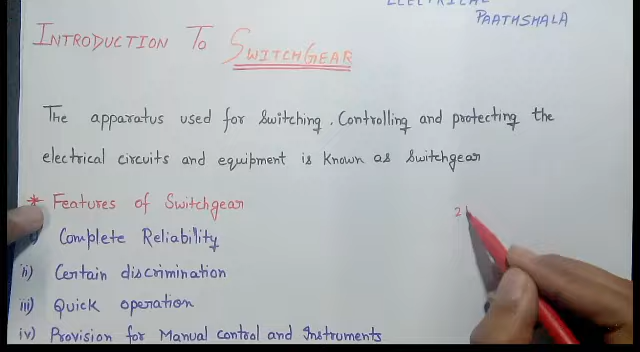 ELECTRICAL
PAATHSHALA
INTRODUCTION TO SWITCHGEAR
The apparatus used for Switching, Controlling and protecting the
electrical circuits and equipment is known as Switchgear
* Features of Switchgear
Complete Reliability
ii) Certain discrimination
iii) Quick operation
iv) Provision for Manual control and Instruments